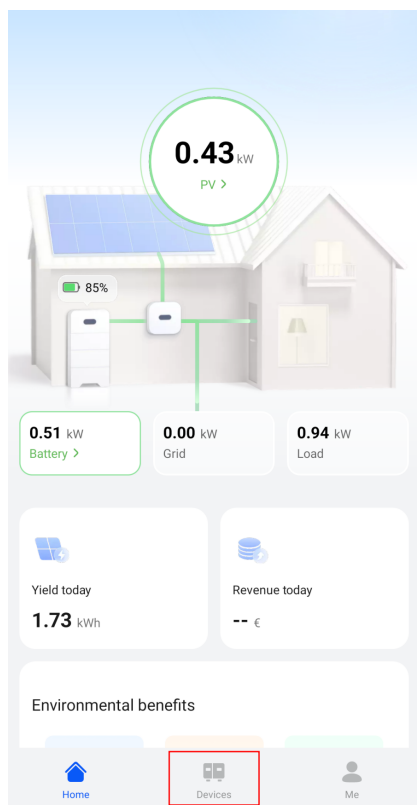 0.43 kW
PV >
85%
0.51 kW
Battery >
0.00 kW
Grid
0.94 kW
Load
Yield today
1.73 kWh
Revenue today
-- €
Environmental benefits
Home
Devices
Me